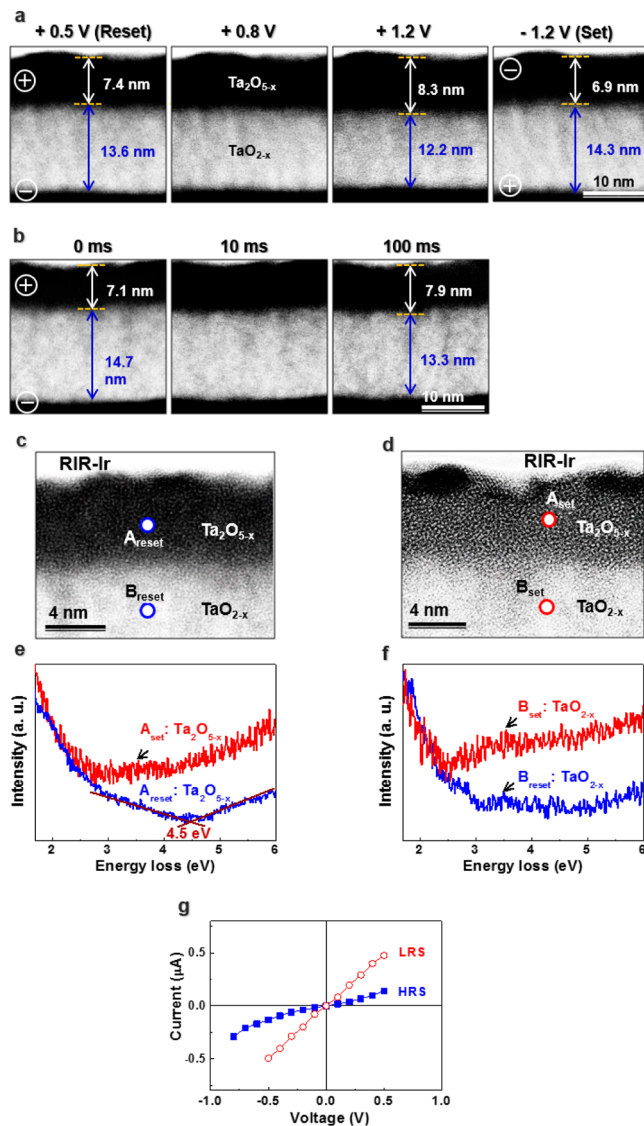 a
+ 0.5 V (Reset) + 0.8 V + 1.2 V - 1.2 V (Set)
+ 7.4 nm Ta2O5-x 8.3 nm − 6.9 nm
13.6 nm TaO2-x 12.2 nm 14.3 nm
− + 10 nm
b
0 ms 10 ms 100 ms
+ 7.1 nm 7.9 nm
14.7 nm 13.3 nm
− 10 nm
c
RIR-Ir
Areset Ta2O5-x
Breset
4 nm TaO2-x
d
RIR-Ir
Aset
Ta2O5-x
Bset
4 nm TaO2-x
e
Intensity (a. u.)
Aset: Ta2O5-x
Areset: Ta2O5-x
4.5 eV
2 3 4 5 6
Energy loss (eV)
f
Intensity (a. u.)
Bset: TaO2-x
Breset: TaO2-x
2 3 4 5 6
Energy loss (eV)
g
Current (μA)
0.5
0.0
-0.5
LRS
HRS
-1.0 -0.5 0.0 0.5 1.0
Voltage (V)